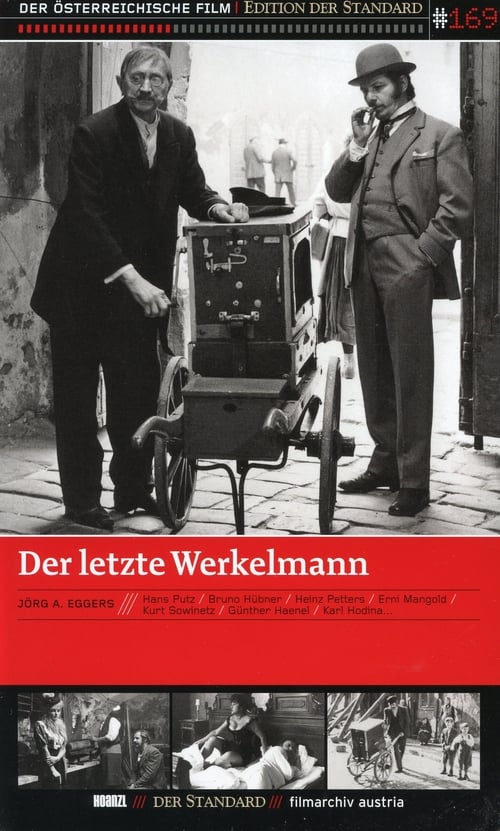 DER ÖSTERREICHISCHE FILM | EDITION DER STANDARD
#169
Der letzte Werkelmann
JÖRG A. EGGERS /// Hans Putz / Bruno Hübner / Heinz Petters / Erni Mangold /
Kurt Sowinetz / Günther Haenel / Karl Hodina...
HOANZL /// DER STANDARD /// filmarchiv austria